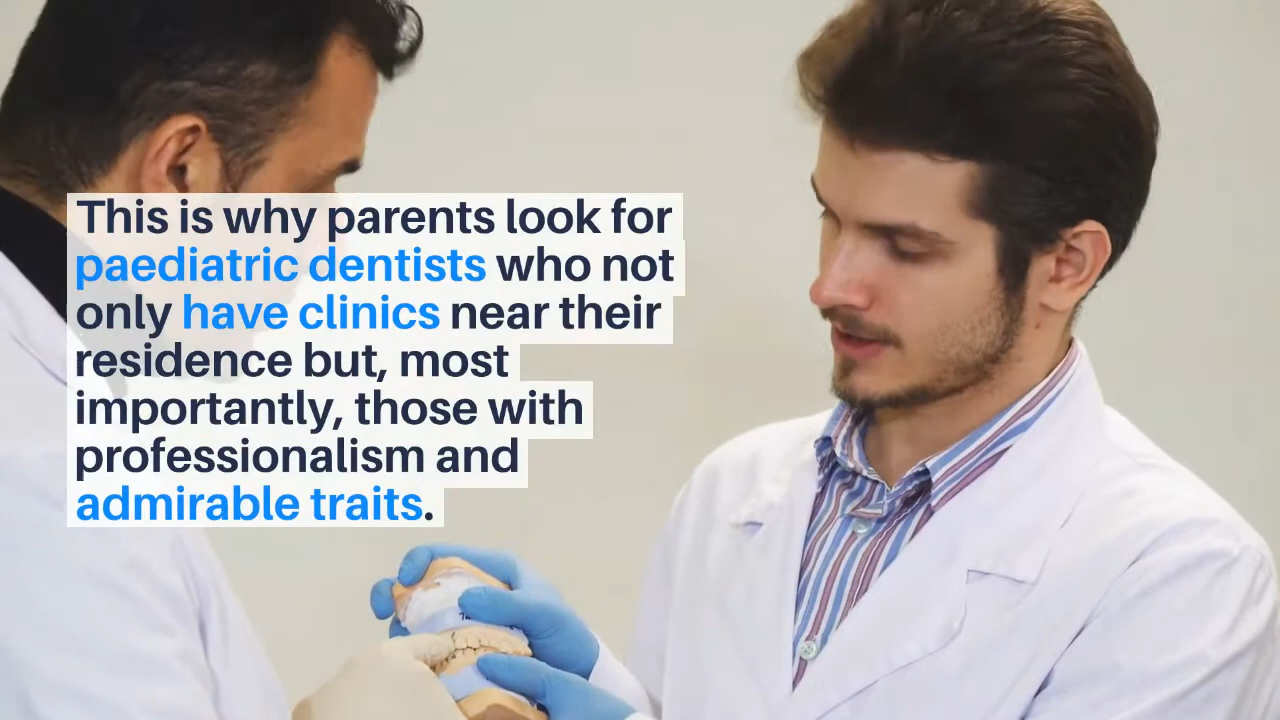 This is why parents look for
paediatric dentists who not
only have clinics near their
residence but, most
importantly, those with
professionalism and
admirable traits.